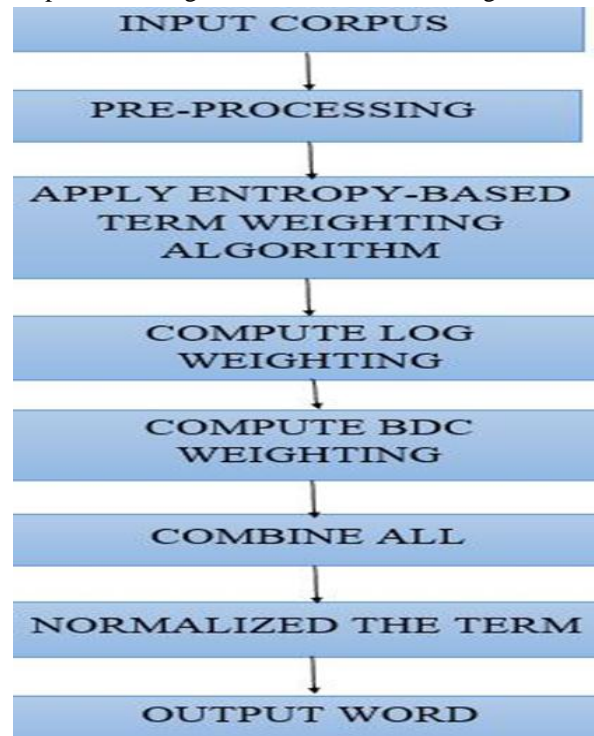 INPUT CORPUS
PRE-PROCESSING
APPLY ENTROPY-BASED
TERM WEIGHTING
ALGORITHM
COMPUTE LOG
WEIGHTING
COMPUTE BDC
WEIGHTING
COMBINE ALL
NORMALIZED THE TERM
OUTPUT WORD